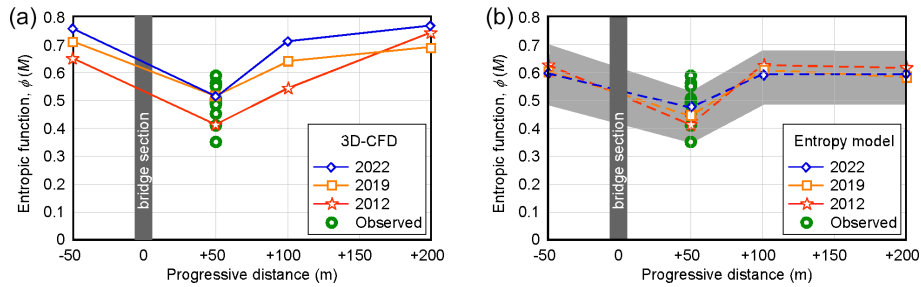 (a)
Entropic function, ϕ (M)
0.8
0.7
0.6
0.5
0.4
0.3
0.2
0.1
0
bridge section
3D-CFD
2022
2019
2012
Observed
-50 0 +50 +100 +150 +200
Progressive distance (m)
(b)
Entropic function, ϕ (M)
0.8
0.7
0.6
0.5
0.4
0.3
0.2
0.1
0
bridge section
Entropy model
2022
2019
2012
Observed
-50 0 +50 +100 +150 +200
Progressive distance (m)